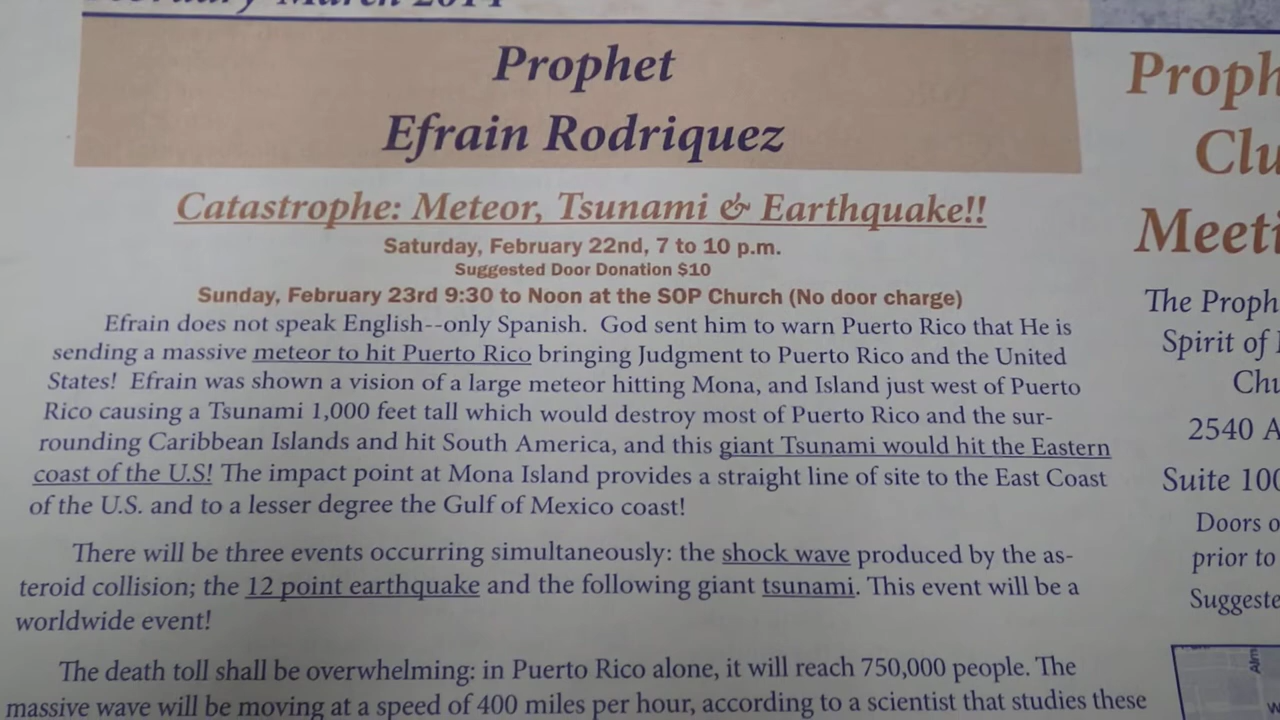 March 2014
Prophet
Efrain Rodriquez
Catastrophe: Meteor, Tsunami & Earthquake!!
Saturday, February 22nd, 7 to 10 p.m.
Suggested Door Donation $10
Sunday, February 23rd 9:30 to Noon at the SOP Church (No door charge)
Efrain does not speak English--only Spanish. God sent him to warn Puerto Rico that He is
sending a massive meteor to hit Puerto Rico bringing Judgment to Puerto Rico and the United
States! Efrain was shown a vision of a large meteor hitting Mona, and Island just west of Puerto
Rico causing a Tsunami 1,000 feet tall which would destroy most of Puerto Rico and the sur-
rounding Caribbean Islands and hit South America, and this giant Tsunami would hit the Eastern
coast of the U.S! The impact point at Mona Island provides a straight line of site to the East Coast
of the U.S. and to a lesser degree the Gulf of Mexico coast!
There will be three events occurring simultaneously: the shock wave produced by the as-
teroid collision; the 12 point earthquake and the following giant tsunami. This event will be a
worldwide event!
The death toll shall be overwhelming: in Puerto Rico alone, it will reach 750,000 people. The
massive wave will be moving at a speed of 400 miles per hour, according to a scientist that studies these
Proph
Clu
Meeti
The Proph
Spirit of
Chu
2540 A
Suite 100
Doors o
prior to
Suggeste
Alm
W